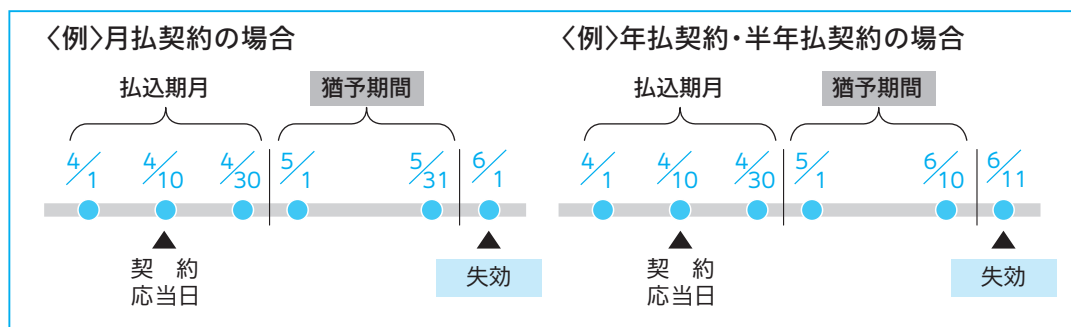 〈例〉月払契約の場合
払込期月
猶予期間
4/1
4/10
4/30
5/1
5/31
6/1
契 約
応当日
失効
〈例〉年払契約・半年払契約の場合
払込期月
猶予期間
4/1
4/10
4/30
5/1
6/10
6/11
契 約
応当日
失効